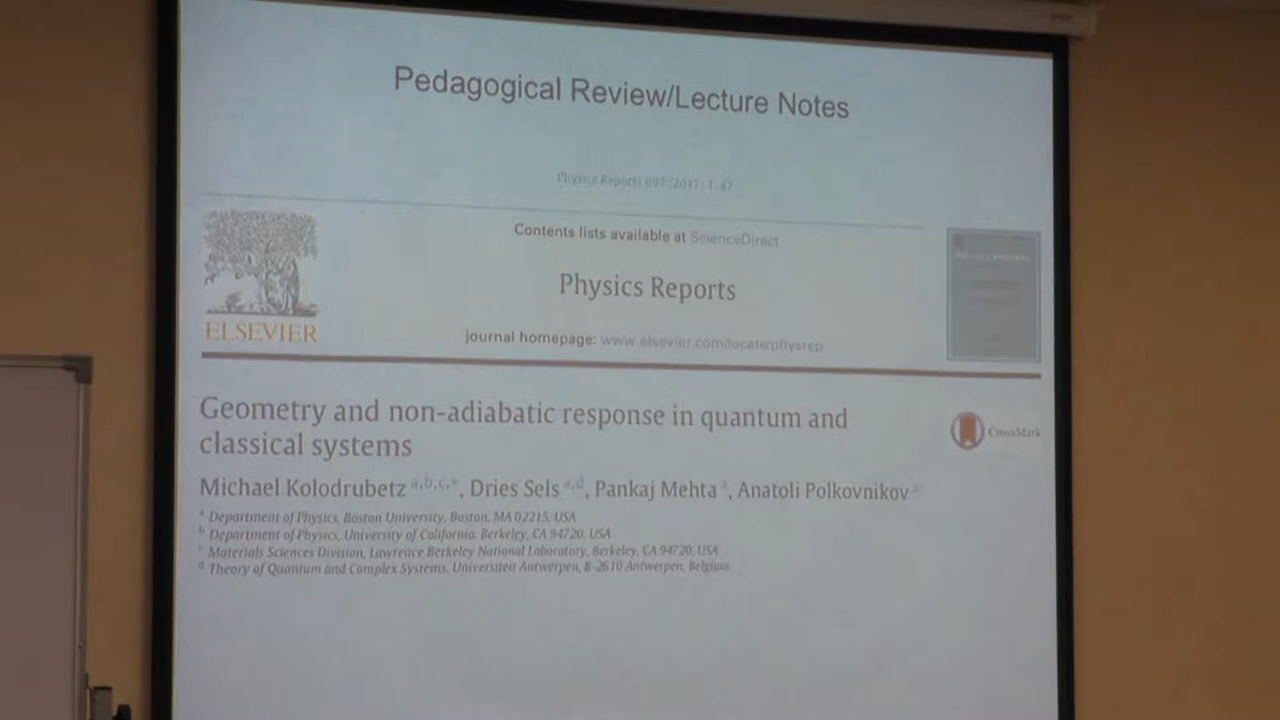 Pedagogical Review/Lecture Notes
Physics Reports 697 (2017) 1–87
Contents lists available at ScienceDirect
Physics Reports
journal homepage: www.elsevier.com/locate/physrep
ELSEVIER
Geometry and non-adiabatic response in quantum and
classical systems
CrossMark
Michael Kolodrubetz a,b,c,*, Dries Sels a,d, Pankaj Mehta a, Anatoli Polkovnikov a
a Department of Physics, Boston University, Boston, MA 02215, USA
b Department of Physics, University of California, Berkeley, CA 94720, USA
c Materials Sciences Division, Lawrence Berkeley National Laboratory, Berkeley, CA 94720, USA
d Theory of Quantum and Complex Systems, Universiteit Antwerpen, B-2610 Antwerpen, Belgium